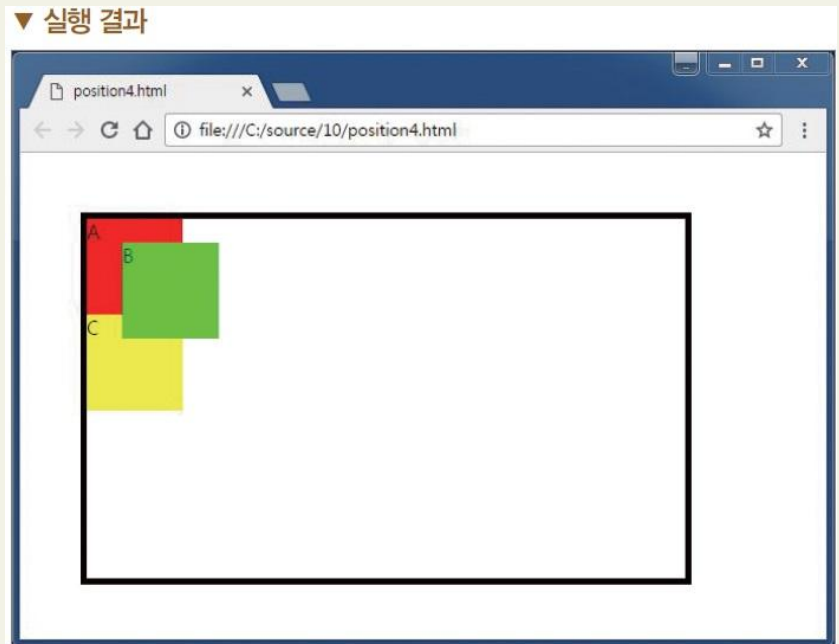 ▼ 실행 결과
position4.html
file:///C:/source/10/position4.html
A
B
C